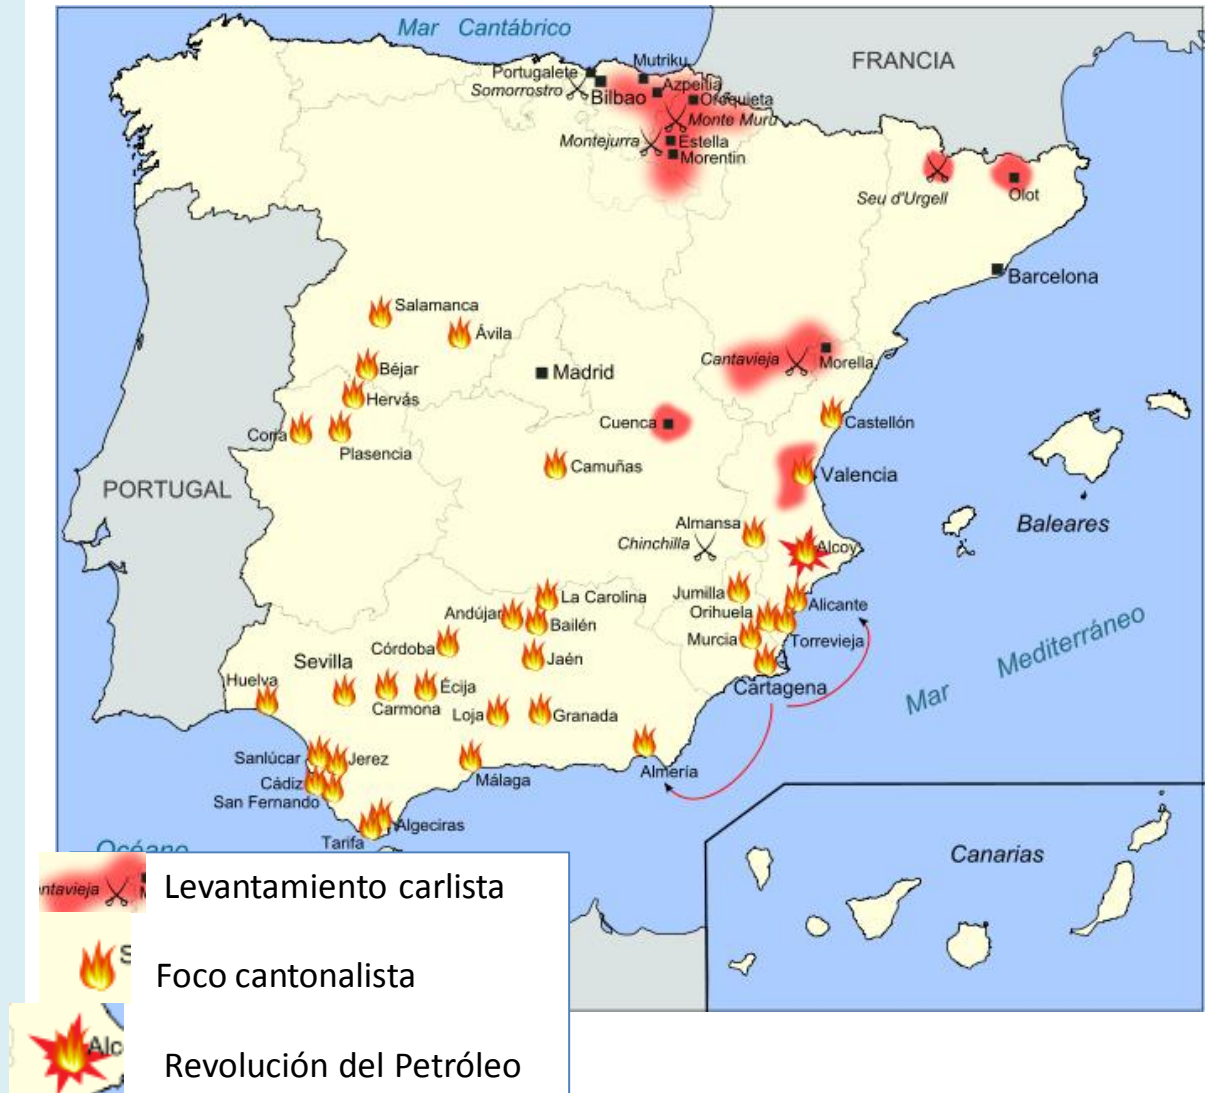 Mar Cantábrico
FRANCIA
Mutriku
Portugalete
Azpeitia
Somorrostro
Bilbao
Oroquieta
Monte Muru
Montejurra
Estella
Morentin
Seu d'Urgell
Olot
Barcelona
Salamanca
Ávila
Cantavieja
Morella
Béjar
Madrid
Hervás
Cuenca
Castellón
Coria
Plasencia
Camuñas
Valencia
PORTUGAL
Almansa
Baleares
Chinchilla
Alcoy
Jumilla
La Carolina
Orihuela
Alicante
Andújar
Bailén
Murcia
Torrevieja
Córdoba
Jaén
Sevilla
Mar Mediterráneo
Huelva
Écija
Cartagena
Carmona
Loja
Granada
Sanlúcar
Jerez
Almería
Cádiz
Málaga
San Fernando
Algeciras
Tarifa
Océano
Canarias
ntavieja
Levantamiento carlista
S
Foco cantonalista
Alc
Revolución del Petróleo